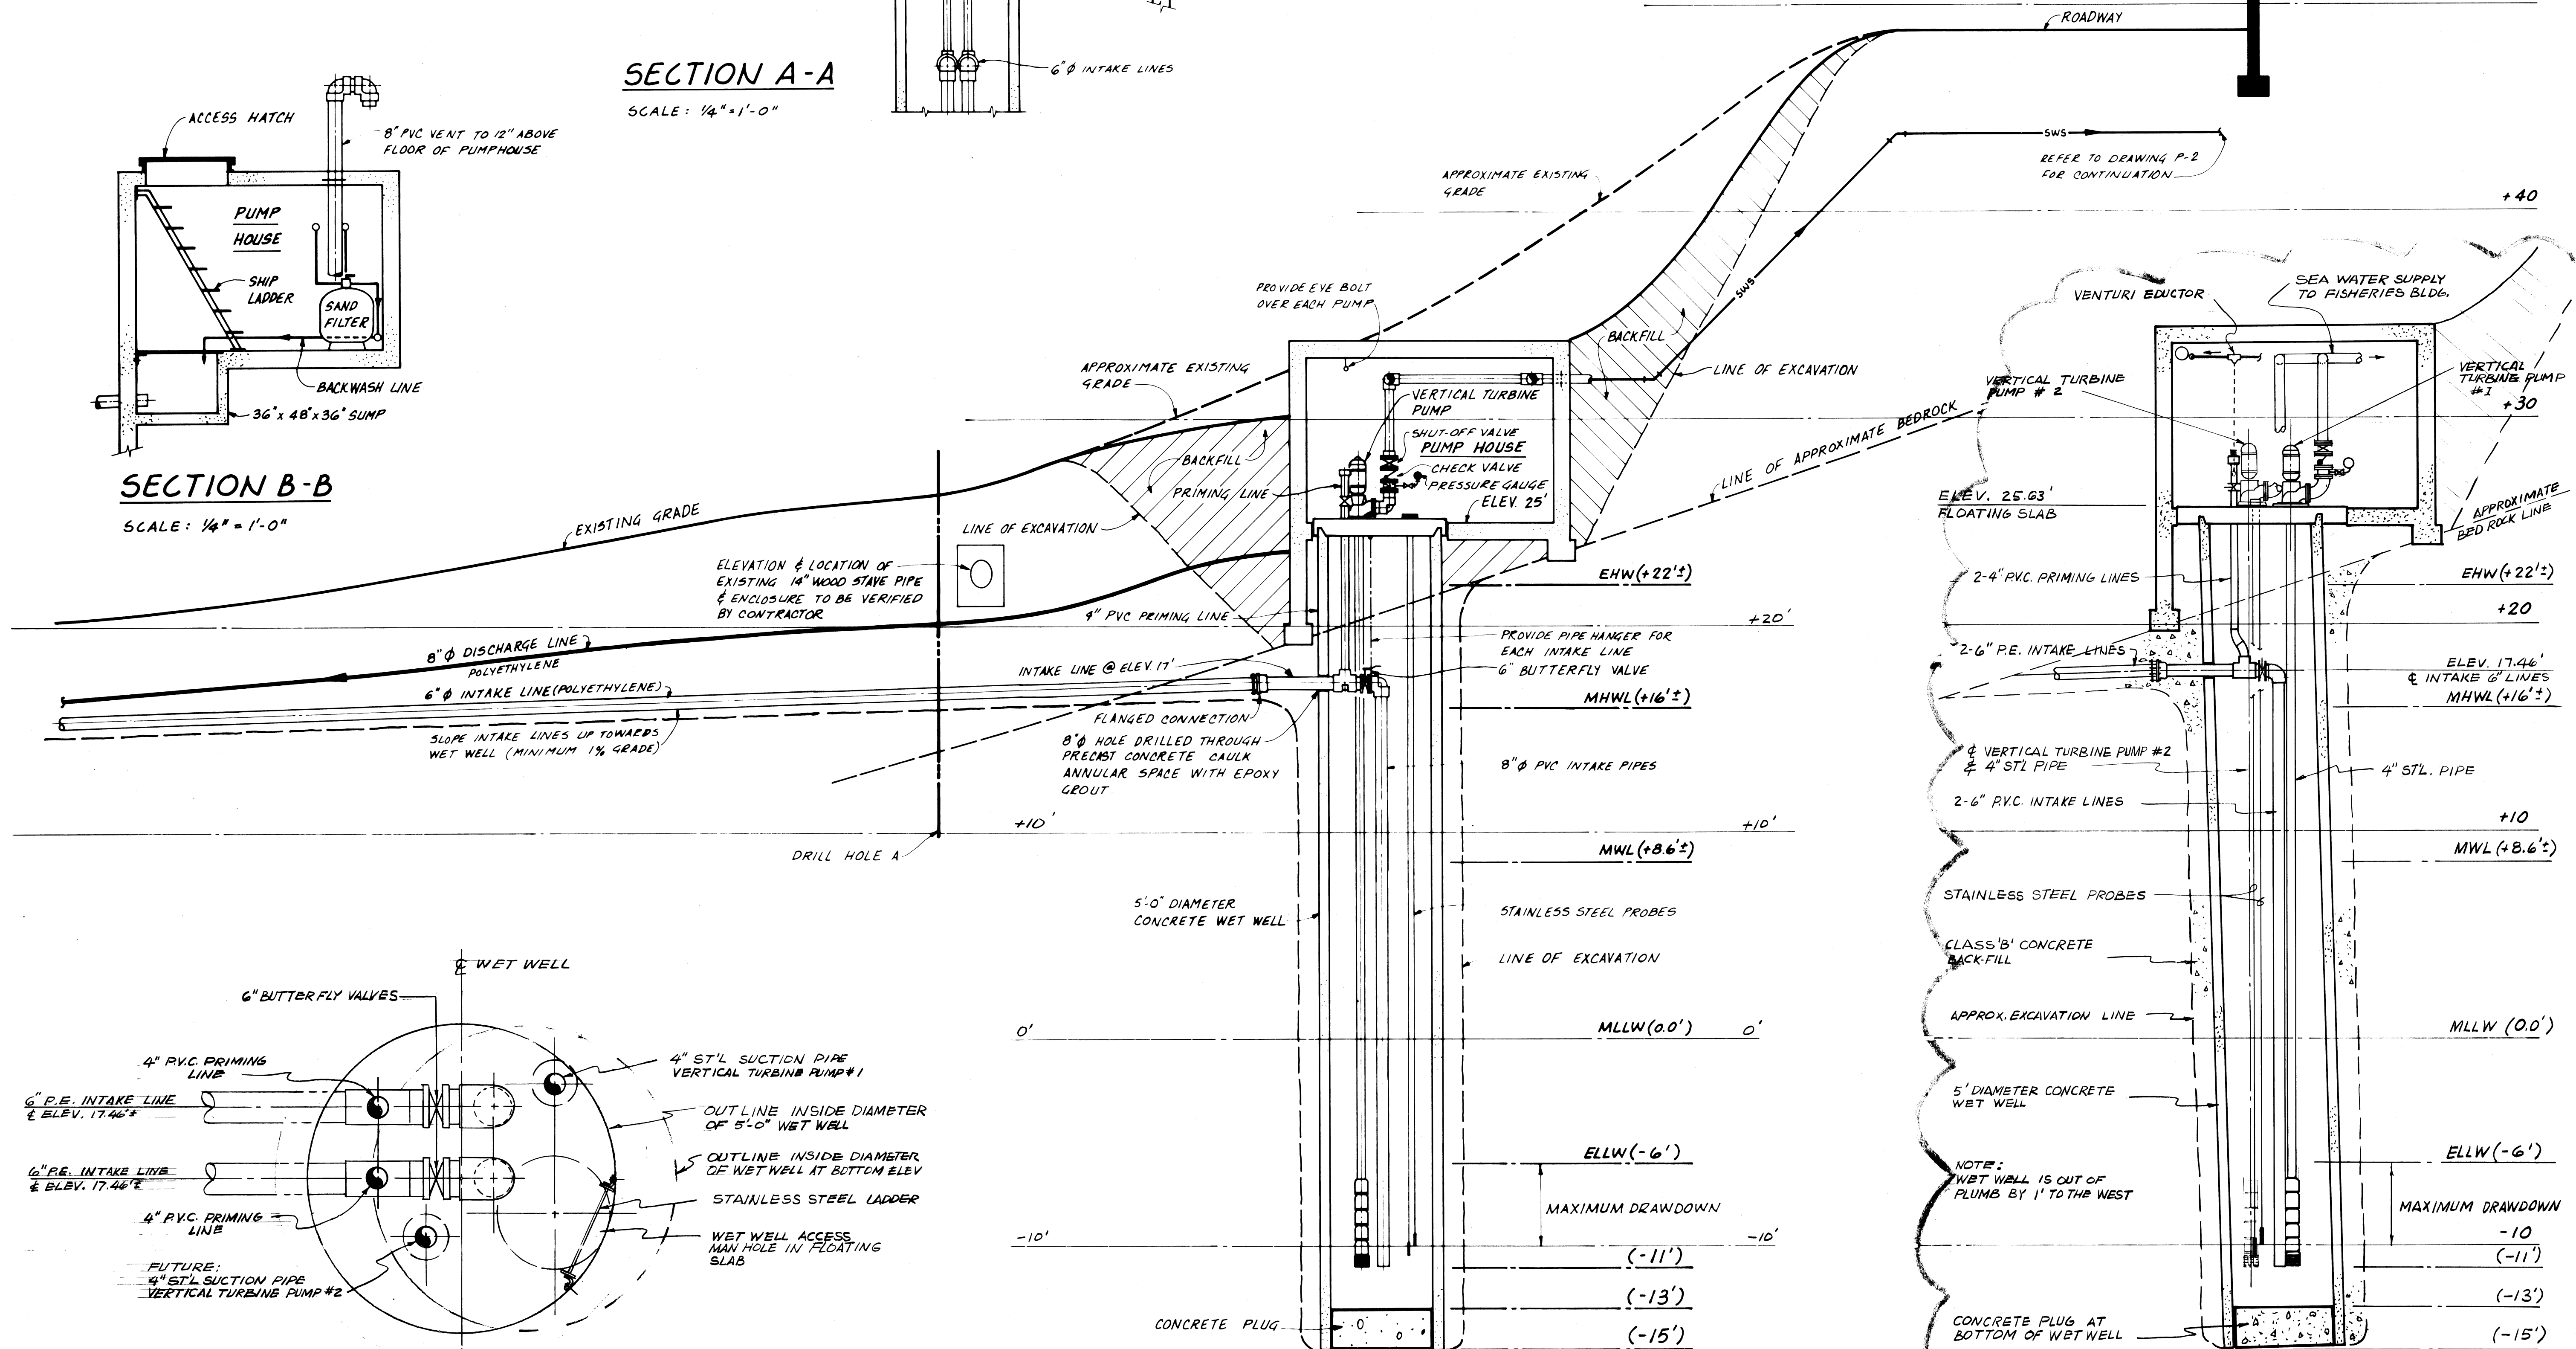 SECTION A-A
SCALE: 1/4" = 1'-0"
6"Ø INTAKE LINES
ACCESS HATCH
8" PVC VENT TO 12" ABOVE
FLOOR OF PUMPHOUSE
PUMP
HOUSE
SHIP
LADDER
SAND
FILTER
BACKWASH LINE
36"x 48"x 36" SUMP
SECTION B-B
SCALE: 1/4" = 1'-0"
ROADWAY
SWS
REFER TO DRAWING P-2
FOR CONTINUATION
APPROXIMATE EXISTING
GRADE
+40
SWS
PROVIDE EYE BOLT
OVER EACH PUMP
BACKFILL
LINE OF EXCAVATION
APPROXIMATE EXISTING
GRADE
VERTICAL TURBINE
PUMP
SHUT-OFF VALVE
PUMP HOUSE
CHECK VALVE
PRESSURE GAUGE
ELEV. 25'
BACKFILL
PRIMING LINE
LINE OF EXCAVATION
LINE OF APPROXIMATE BEDROCK
EXISTING GRADE
ELEVATION & LOCATION OF
EXISTING 14" WOOD STAVE PIPE
& ENCLOSURE TO BE VERIFIED
BY CONTRACTOR
EHW(+22'±)
4" PVC PRIMING LINE
+20'
8"Ø DISCHARGE LINE
POLYETHYLENE
6"Ø INTAKE LINE(POLYETHYLENE)
SLOPE INTAKE LINES UP TOWARDS
WET WELL (MINIMUM 1% GRADE)
INTAKE LINE @ ELEV. 17'
PROVIDE PIPE HANGER FOR
EACH INTAKE LINE
6" BUTTERFLY VALVE
MHWL(+16'±)
FLANGED CONNECTION
8"Ø HOLE DRILLED THROUGH
PRECAST CONCRETE CAULK
ANNULAR SPACE WITH EPOXY
GROUT
8"Ø PVC INTAKE PIPES
+10'
+10'
DRILL HOLE A
MWL(+8.6'±)
5'-0" DIAMETER
CONCRETE WET WELL
STAINLESS STEEL PROBES
LINE OF EXCAVATION
0'
MLLW(0.0')
0'
ELLW(-6')
MAXIMUM DRAWDOWN
-10'
-10'
(-11')
(-13')
CONCRETE PLUG
(-15')
℄ WET WELL
6" BUTTERFLY VALVES
4" P.V.C. PRIMING
LINE
6" P.E. INTAKE LINE
℄ ELEV. 17.46'±
6" P.E. INTAKE LINE
℄ ELEV. 17.46'±
4" P.V.C. PRIMING
LINE
FUTURE:
4" ST'L SUCTION PIPE
VERTICAL TURBINE PUMP #2
4" ST'L SUCTION PIPE
VERTICAL TURBINE PUMP #1
OUTLINE INSIDE DIAMETER
OF 5'-0" WET WELL
OUTLINE INSIDE DIAMETER
OF WET WELL AT BOTTOM ELEV
STAINLESS STEEL LADDER
WET WELL ACCESS
MAN HOLE IN FLOATING
SLAB
VENTURI EDUCTOR
SEA WATER SUPPLY
TO FISHERIES BLDG.
VERTICAL TURBINE
PUMP # 2
VERTICAL
TURBINE PUMP
#1
+30
ELEV. 25.63'
FLOATING SLAB
APPROXIMATE
BEDROCK LINE
2-4" P.V.C. PRIMING LINES
EHW(+22'±)
+20
2-6" P.E. INTAKE LINES
ELEV. 17.46'
℄ INTAKE 6" LINES
MHWL(+16'±)
℄ VERTICAL TURBINE PUMP #2
℄ 4" ST'L PIPE
4" ST'L. PIPE
2-6" P.V.C. INTAKE LINES
+10
MWL(+8.6'±)
STAINLESS STEEL PROBES
CLASS 'B' CONCRETE
BACK-FILL
APPROX. EXCAVATION LINE
MLLW (0.0')
5' DIAMETER CONCRETE
WET WELL
ELLW(-6')
NOTE:
WET WELL IS OUT OF
PLUMB BY 1' TO THE WEST
MAXIMUM DRAWDOWN
-10
(-11')
(-13')
CONCRETE PLUG AT
BOTTOM OF WET WELL
(-15')